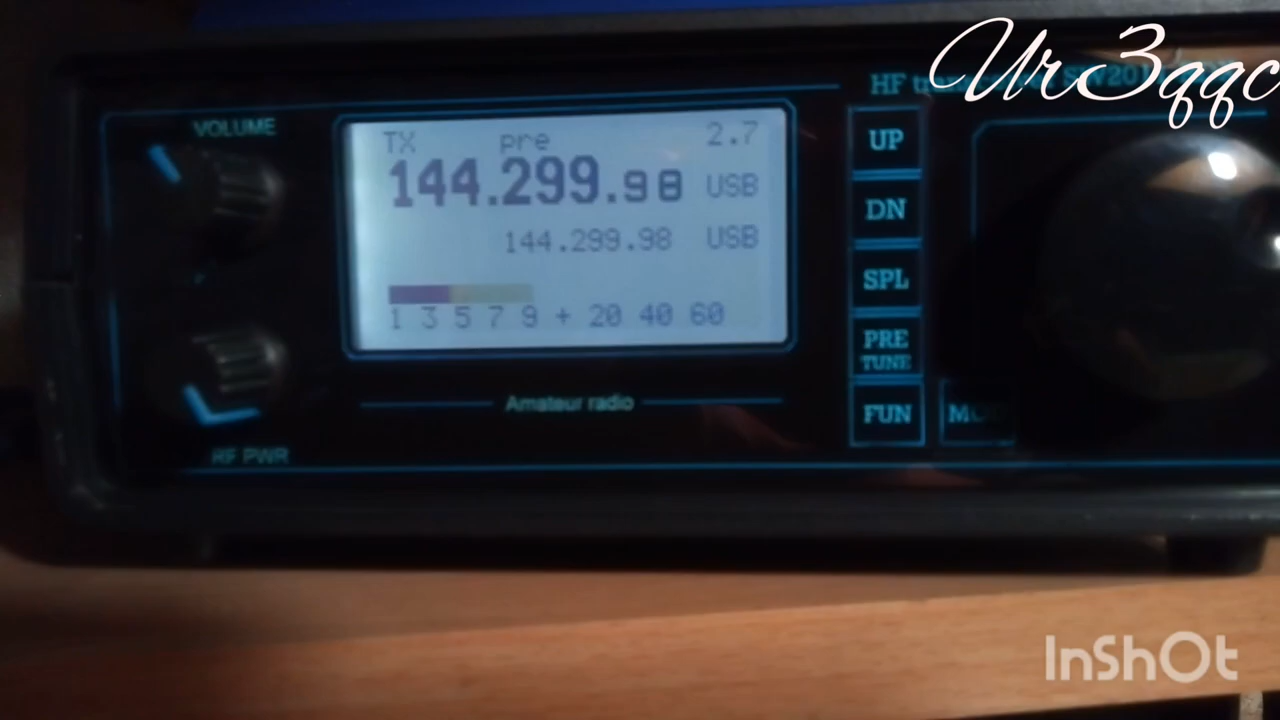 Ur3qqc
HF
VOLUME
TX pre 2.7
144.299.98 USB
144.299.98 USB
1 3 5 7 9 + 20 40 60
Amateur radio
RF PWR
UP
DN
SPL
PRE
TUNE
FUN
InShOt